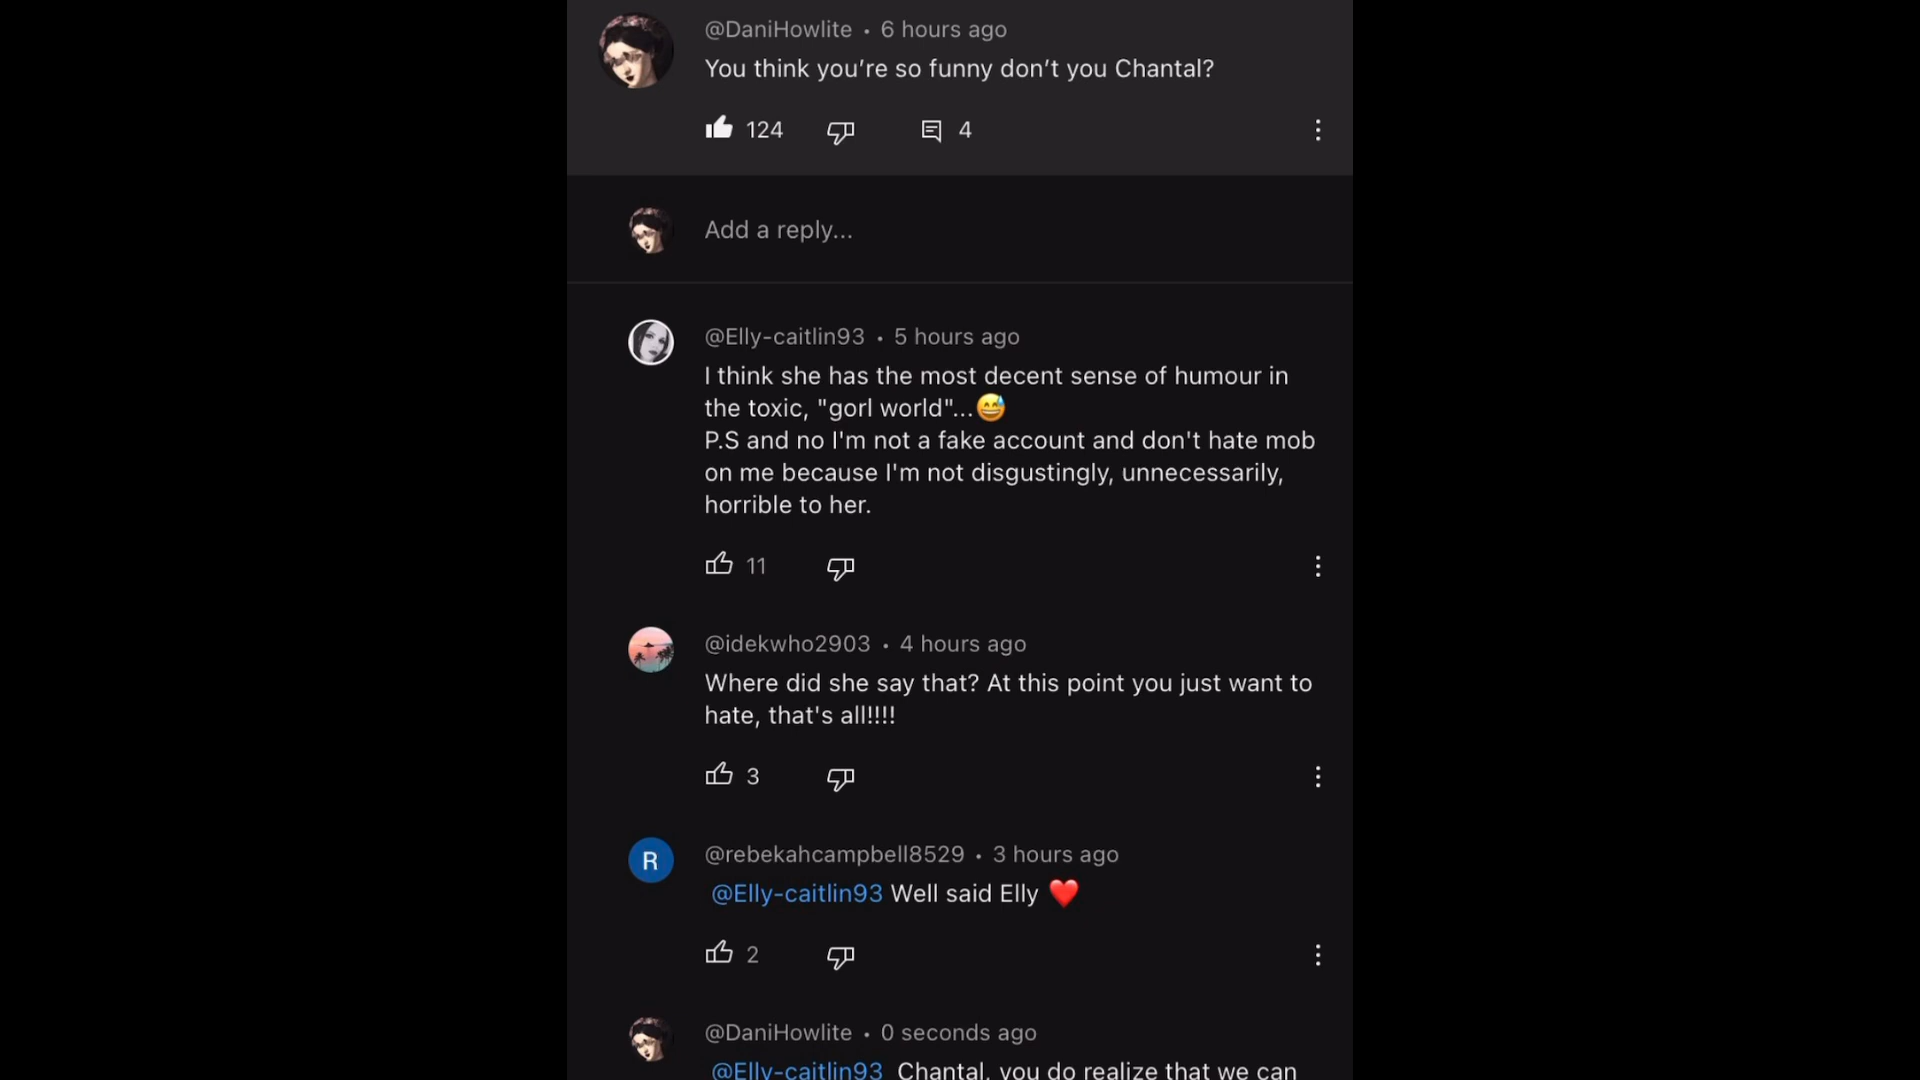 @DaniHowlite • 6 hours ago
You think you’re so funny don’t you Chantal?
124 4
Add a reply...
@Elly-caitlin93 • 5 hours ago
I think she has the most decent sense of humour in
the toxic, "gorl world"...😅
P.S and no I'm not a fake account and don't hate mob
on me because I'm not disgustingly, unnecessarily,
horrible to her.
11
@idekwho2903 • 4 hours ago
Where did she say that? At this point you just want to
hate, that's all!!!!
3
R
@rebekahcampbell8529 • 3 hours ago
@Elly-caitlin93 Well said Elly ❤️
2
@DaniHowlite • 0 seconds ago
@Elly-caitlin93 Chantal, you do realize that we can